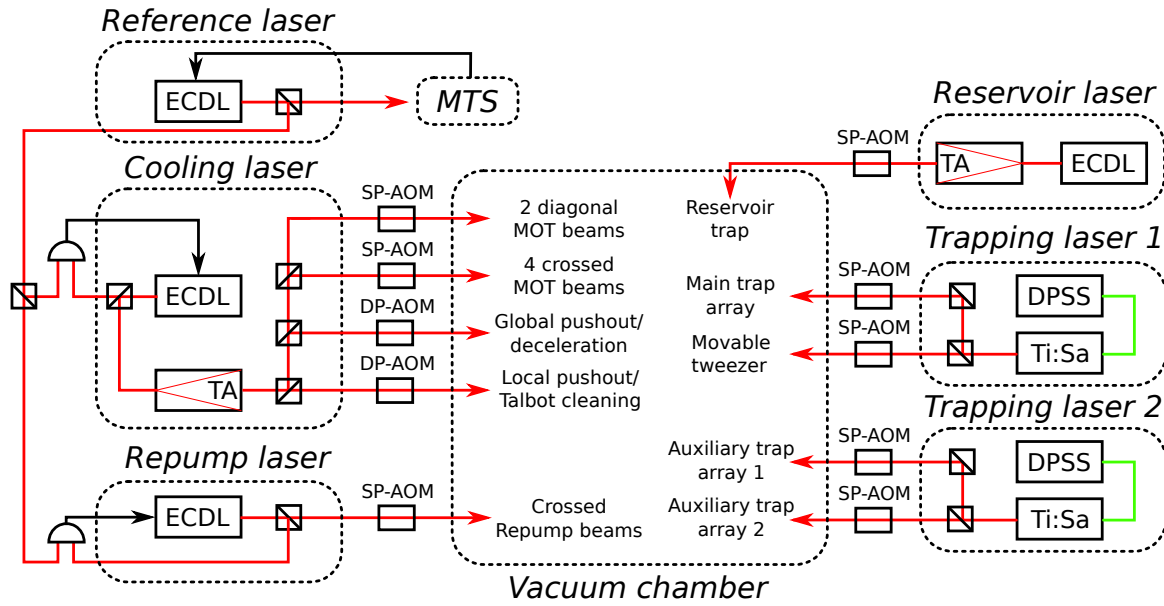 Reference laser
ECDL
MTS
Cooling laser
ECDL
TA
SP-AOM
SP-AOM
DP-AOM
DP-AOM
2 diagonal
MOT beams
4 crossed
MOT beams
Global pushout/
deceleration
Local pushout/
Talbot cleaning
Repump laser
ECDL
SP-AOM
Crossed
Repump beams
Vacuum chamber
Reservoir laser
SP-AOM
TA
ECDL
Reservoir
trap
Trapping laser 1
SP-AOM
DPSS
Main trap
array
SP-AOM
Ti:Sa
Movable
tweezer
Trapping laser 2
SP-AOM
DPSS
Auxiliary trap
array 1
SP-AOM
Ti:Sa
Auxiliary trap
array 2